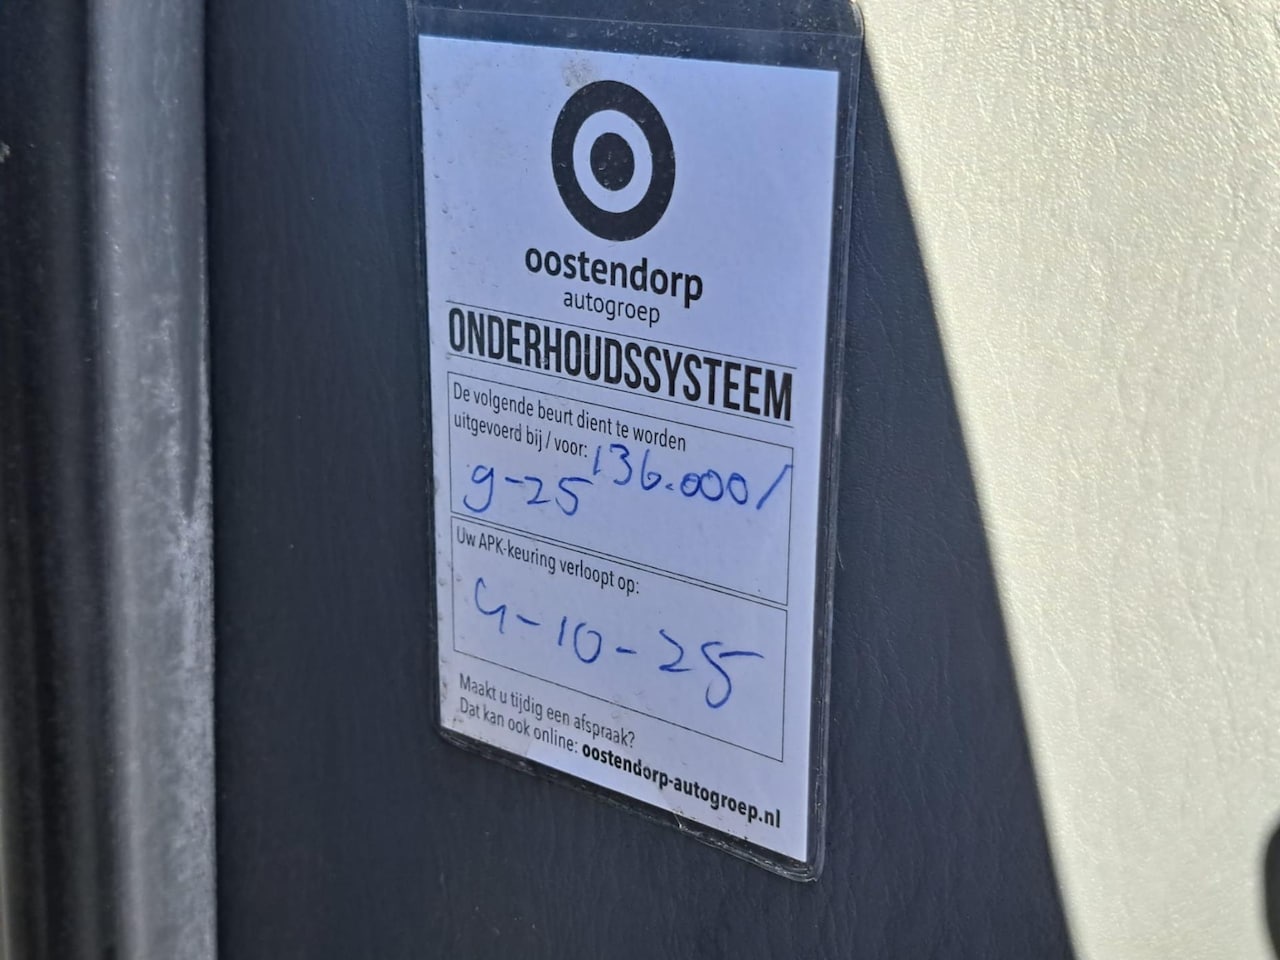 oostendorp
autogroep
ONDERHOUDSSYSTEEM
De volgende beurt dient te worden
uitgevoerd bij / voor: 136.000/
9-25
Uw APK-keuring verloopt op:
4-10-25
Maakt u tijdig een afspraak?
Dat kan ook online: oostendorp-autogroep.nl